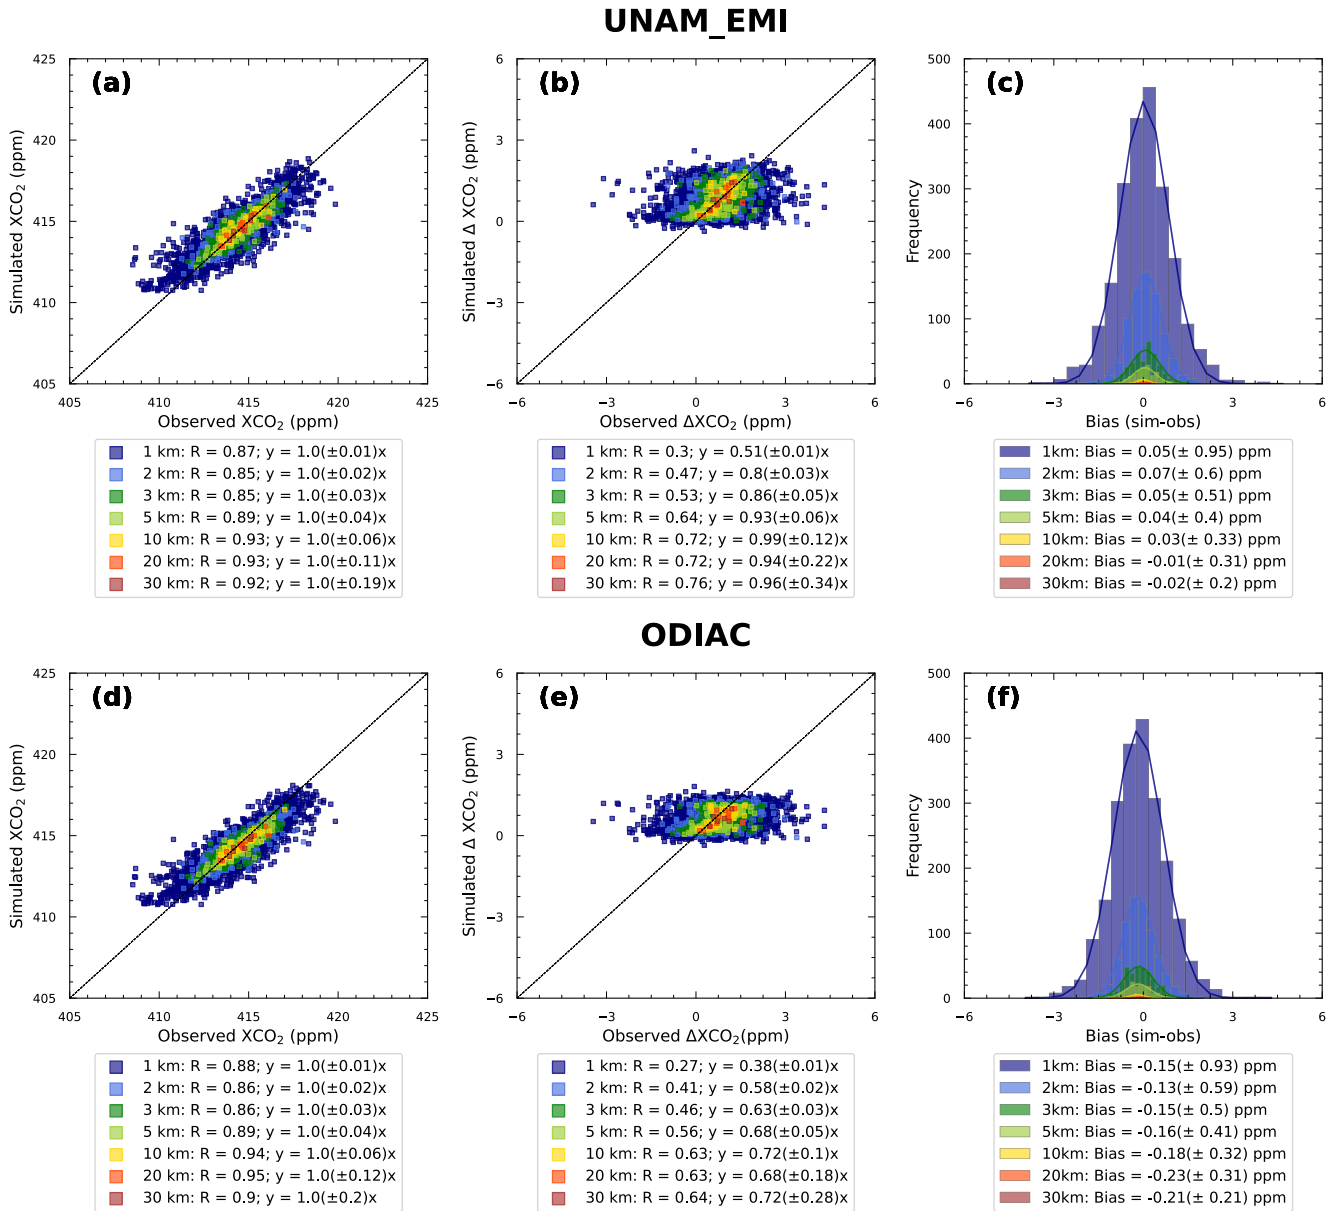 UNAM_EMI
(a)
Simulated XCO₂ (ppm)
425
420
415
410
405
405 410 415 420 425
Observed XCO₂ (ppm)
1 km: R = 0.87; y = 1.0(±0.01)x
2 km: R = 0.85; y = 1.0(±0.02)x
3 km: R = 0.85; y = 1.0(±0.03)x
5 km: R = 0.89; y = 1.0(±0.04)x
10 km: R = 0.93; y = 1.0(±0.06)x
20 km: R = 0.93; y = 1.0(±0.11)x
30 km: R = 0.92; y = 1.0(±0.19)x
(b)
Simulated Δ XCO₂ (ppm)
6
3
0
−3
−6
−6 −3 0 3 6
Observed ΔXCO₂ (ppm)
1 km: R = 0.3; y = 0.51(±0.01)x
2 km: R = 0.47; y = 0.8(±0.03)x
3 km: R = 0.53; y = 0.86(±0.05)x
5 km: R = 0.64; y = 0.93(±0.06)x
10 km: R = 0.72; y = 0.99(±0.12)x
20 km: R = 0.72; y = 0.94(±0.22)x
30 km: R = 0.76; y = 0.96(±0.34)x
(c)
Frequency
500
400
300
200
100
0
−6 −3 0 3 6
Bias (sim-obs)
1km: Bias = 0.05(± 0.95) ppm
2km: Bias = 0.07(± 0.6) ppm
3km: Bias = 0.05(± 0.51) ppm
5km: Bias = 0.04(± 0.4) ppm
10km: Bias = 0.03(± 0.33) ppm
20km: Bias = -0.01(± 0.31) ppm
30km: Bias = -0.02(± 0.2) ppm
ODIAC
(d)
Simulated XCO₂ (ppm)
425
420
415
410
405
405 410 415 420 425
Observed XCO₂ (ppm)
1 km: R = 0.88; y = 1.0(±0.01)x
2 km: R = 0.86; y = 1.0(±0.02)x
3 km: R = 0.86; y = 1.0(±0.03)x
5 km: R = 0.89; y = 1.0(±0.04)x
10 km: R = 0.94; y = 1.0(±0.06)x
20 km: R = 0.95; y = 1.0(±0.12)x
30 km: R = 0.9; y = 1.0(±0.2)x
(e)
Simulated Δ XCO₂ (ppm)
6
3
0
−3
−6
−6 −3 0 3 6
Observed ΔXCO₂(ppm)
1 km: R = 0.27; y = 0.38(±0.01)x
2 km: R = 0.41; y = 0.58(±0.02)x
3 km: R = 0.46; y = 0.63(±0.03)x
5 km: R = 0.56; y = 0.68(±0.05)x
10 km: R = 0.63; y = 0.72(±0.1)x
20 km: R = 0.63; y = 0.68(±0.18)x
30 km: R = 0.64; y = 0.72(±0.28)x
(f)
Frequency
500
400
300
200
100
0
−6 −3 0 3 6
Bias (sim-obs)
1km: Bias = -0.15(± 0.93) ppm
2km: Bias = -0.13(± 0.59) ppm
3km: Bias = -0.15(± 0.5) ppm
5km: Bias = -0.16(± 0.41) ppm
10km: Bias = -0.18(± 0.32) ppm
20km: Bias = -0.23(± 0.31) ppm
30km: Bias = -0.21(± 0.21) ppm